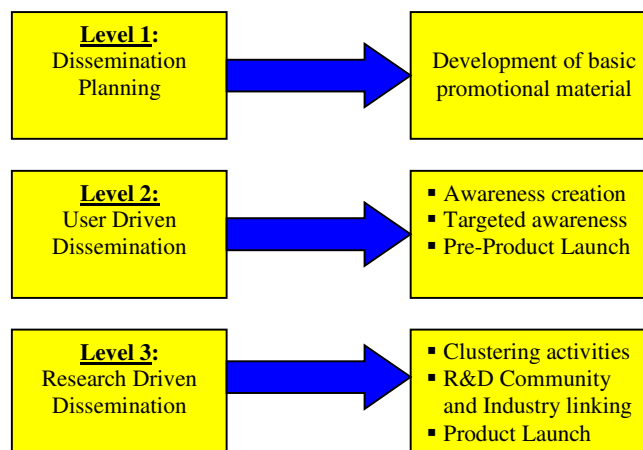 Level 1:
Dissemination
Planning
Development of basic
promotional material
Level 2:
User Driven
Dissemination
▪ Awareness creation
▪ Targeted awareness
▪ Pre-Product Launch
Level 3:
Research Driven
Dissemination
▪ Clustering activities
▪ R&D Community
and Industry linking
▪ Product Launch